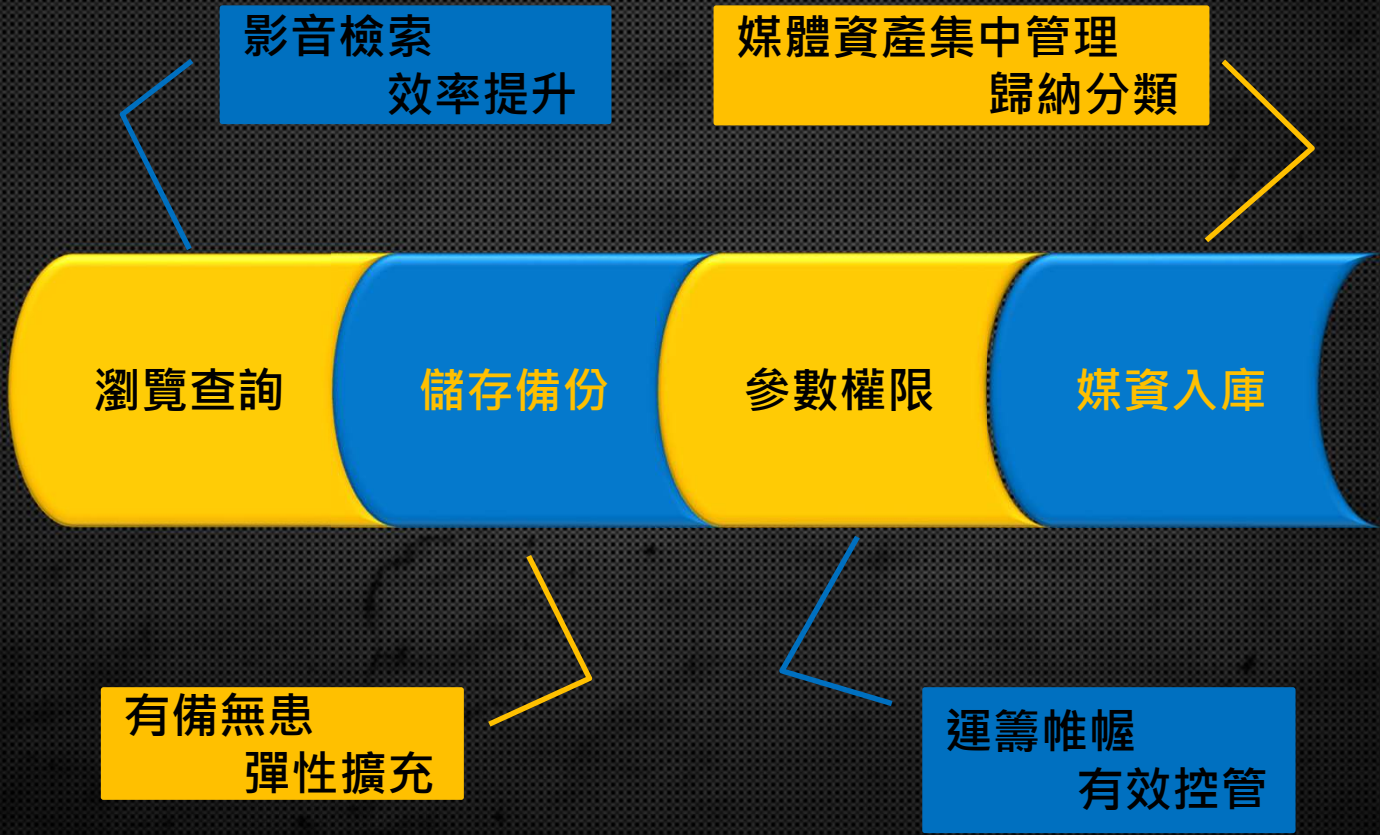 影音檢索
效率提升
媒體資產集中管理
歸納分類
瀏覽查詢
儲存備份
參數權限
媒資入庫
有備無患
彈性擴充
運籌帷幄
有效控管